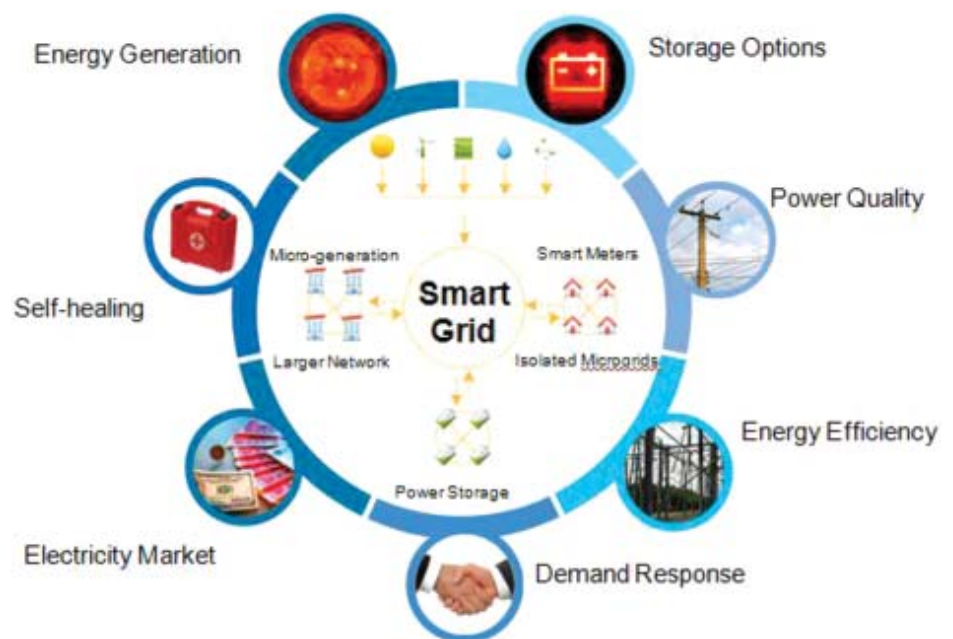 Energy Generation
Storage Options
Power Quality
Micro-generation
Smart Meters
Smart
Grid
Self-healing
Larger Network
Isolated Microgrids
Energy Efficiency
Power Storage
Electricity Market
Demand Response